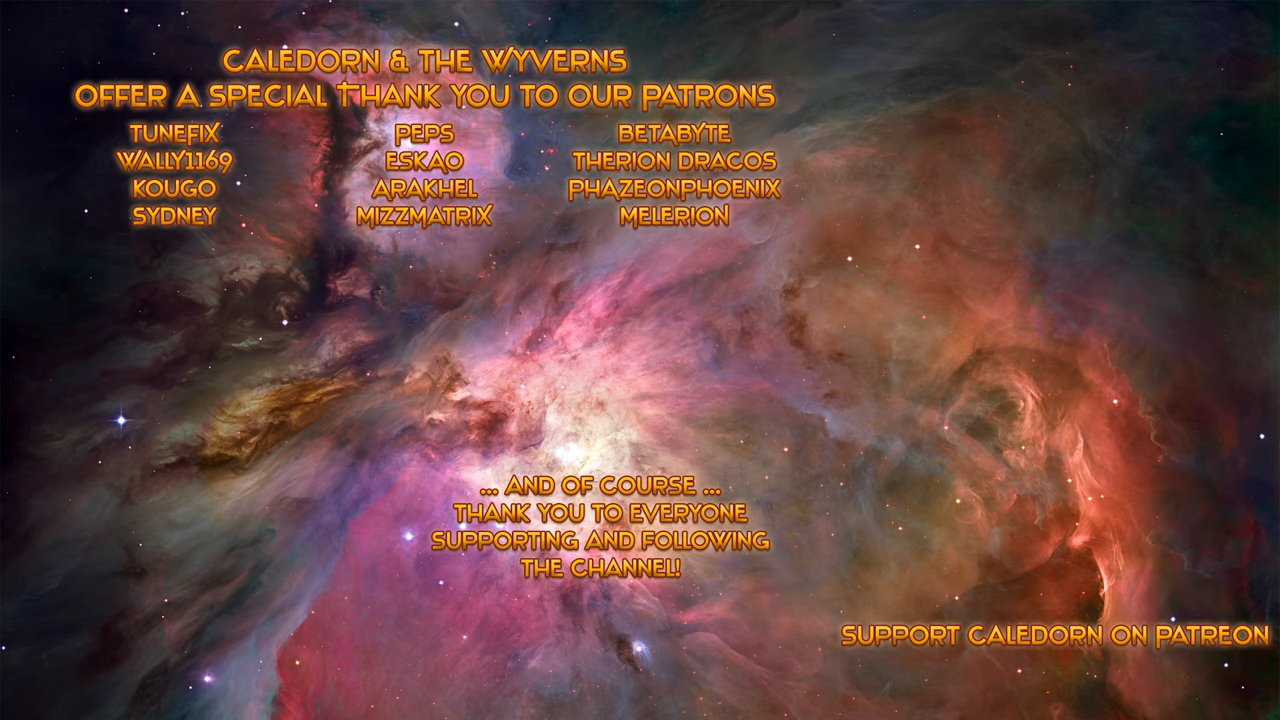 CALEDORN & THE WYVERNS
OFFER A SPECIAL THANK YOU TO OUR PATRONS
TUNEFIX PEPS BETABYTE
WALLY1169 ESKAO THERION DRACOS
KOUGO ARAKHEL PHAZEONPHOENIX
SYDNEY MIZZMATRIX MELERION
... AND OF COURSE ...
THANK YOU TO EVERYONE
SUPPORTING AND FOLLOWING
THE CHANNEL!
SUPPORT CALEDORN ON PATREON